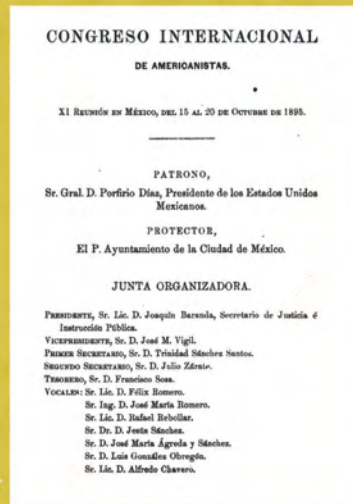 CONGRESO INTERNACIONAL
DE AMERICANISTAS.
XI REUNIÓN EN MÉXICO, DEL 15 AL 20 DE OCTUBRE DE 1895.
PATRONO,
Sr. Gral. D. Porfirio Díaz, Presidente de los Estados Unidos
Mexicanos.
PROTECTOR,
El P. Ayuntamiento de la Ciudad de México.
JUNTA ORGANIZADORA.
PRESIDENTE, Sr. Lic. D. Joaquín Baranda, Secretario de Justicia é
Instrucción Pública.
VICEPRESIDENTE, Sr. D. José M. Vigil.
PRIMER SECRETARIO, Sr. D. Trinidad Sánchez Santos.
SEGUNDO SECRETARIO, Sr. D. Julio Zárate.
TESORERO, Sr. D. Francisco Sosa.
VOCALES: Sr. Lic. D. Félix Romero.
Sr. Ing. D. José María Romero.
Sr. Lic. D. Rafael Rebollar.
Sr. Dr. D. Jesús Sánchez.
Sr. D. José María Ágreda y Sánchez.
Sr. D. Luis González Obregón.
Sr. Lic. D. Alfredo Chavero.